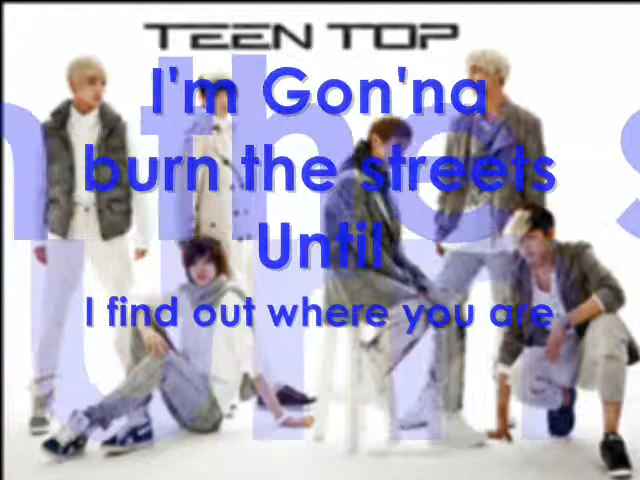 TEEN TOP
I'm Gon'na
burn the streets
Until
I find out where you are